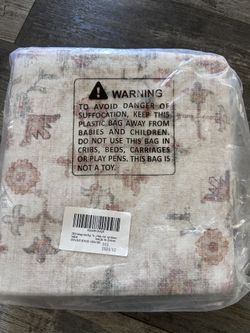 WARNING
TO AVOID DANGER OF
SUFFOCATION, KEEP THIS
PLASTIC BAG AWAY FROM
BABIES AND CHILDREN.
DO NOT USE THIS BAG IN
CRIBS, BEDS, CARRIAGES
OR PLAY PENS. THIS BAG IS
NOT A TOY.